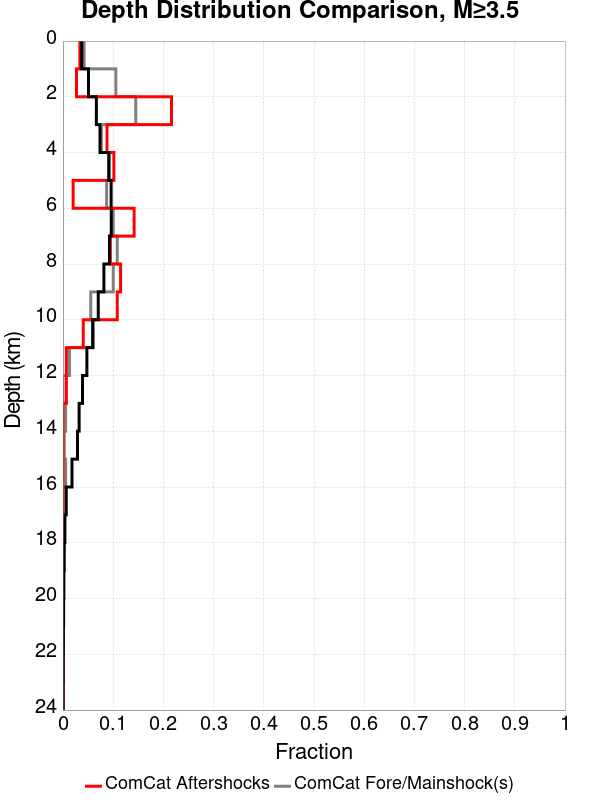 Depth Distribution Comparison, M≥3.5
0
2
4
6
8
10
12
14
16
18
20
22
24
Depth (km)
0 0.1 0.2 0.3 0.4 0.5 0.6 0.7 0.8 0.9 1
Fraction
ComCat Aftershocks ComCat Fore/Mainshock(s)